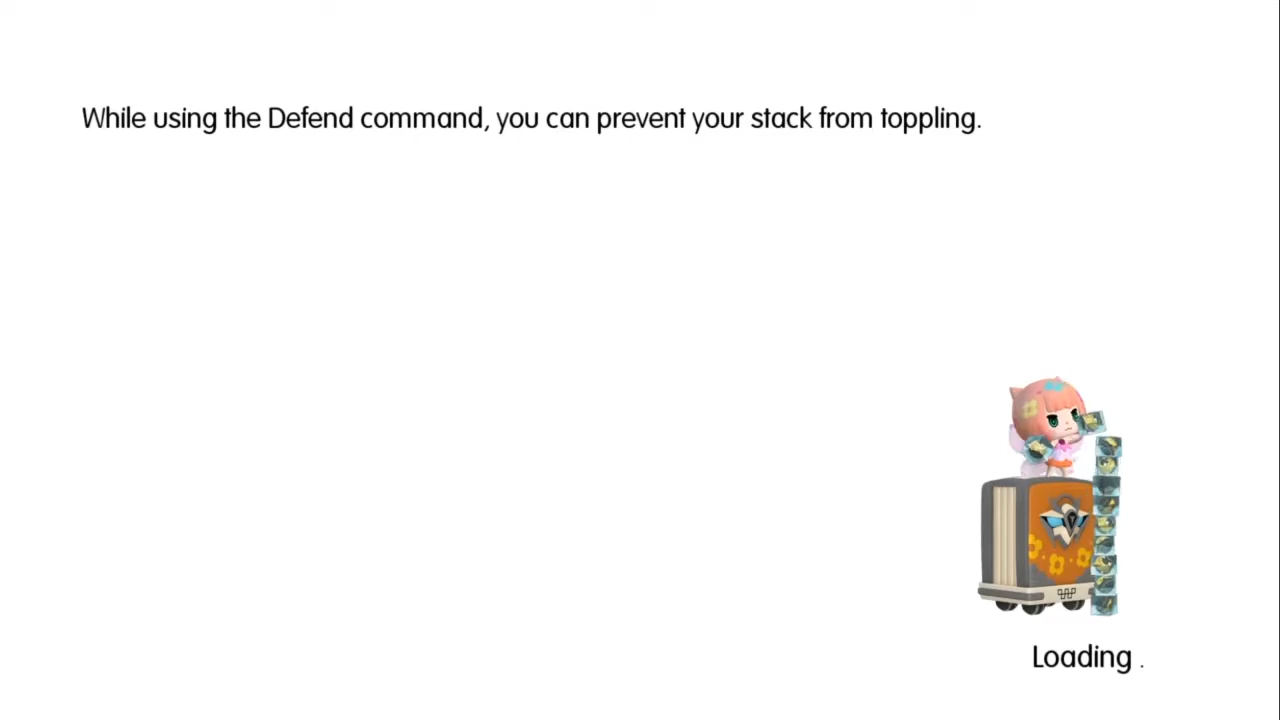 While using the Defend command, you can prevent your stack from toppling.
Loading .